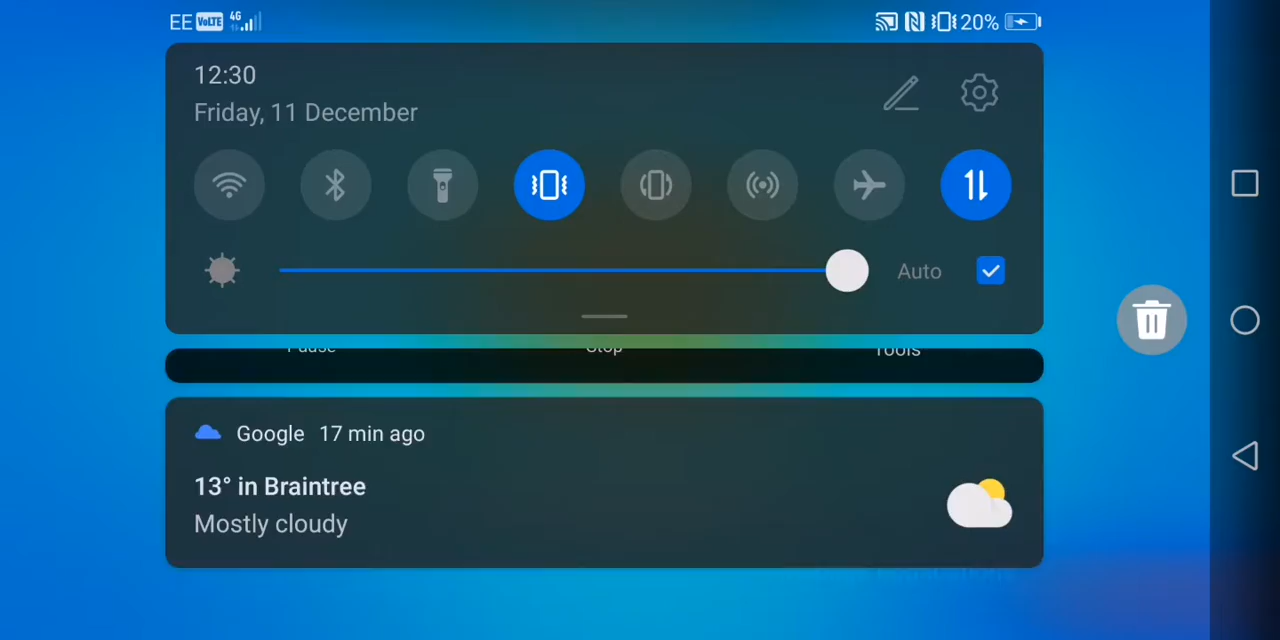 EE VoLTE 4G 20%
12:30
Friday, 11 December
Auto
Pause Stop Tools
Google 17 min ago
13° in Braintree
Mostly cloudy